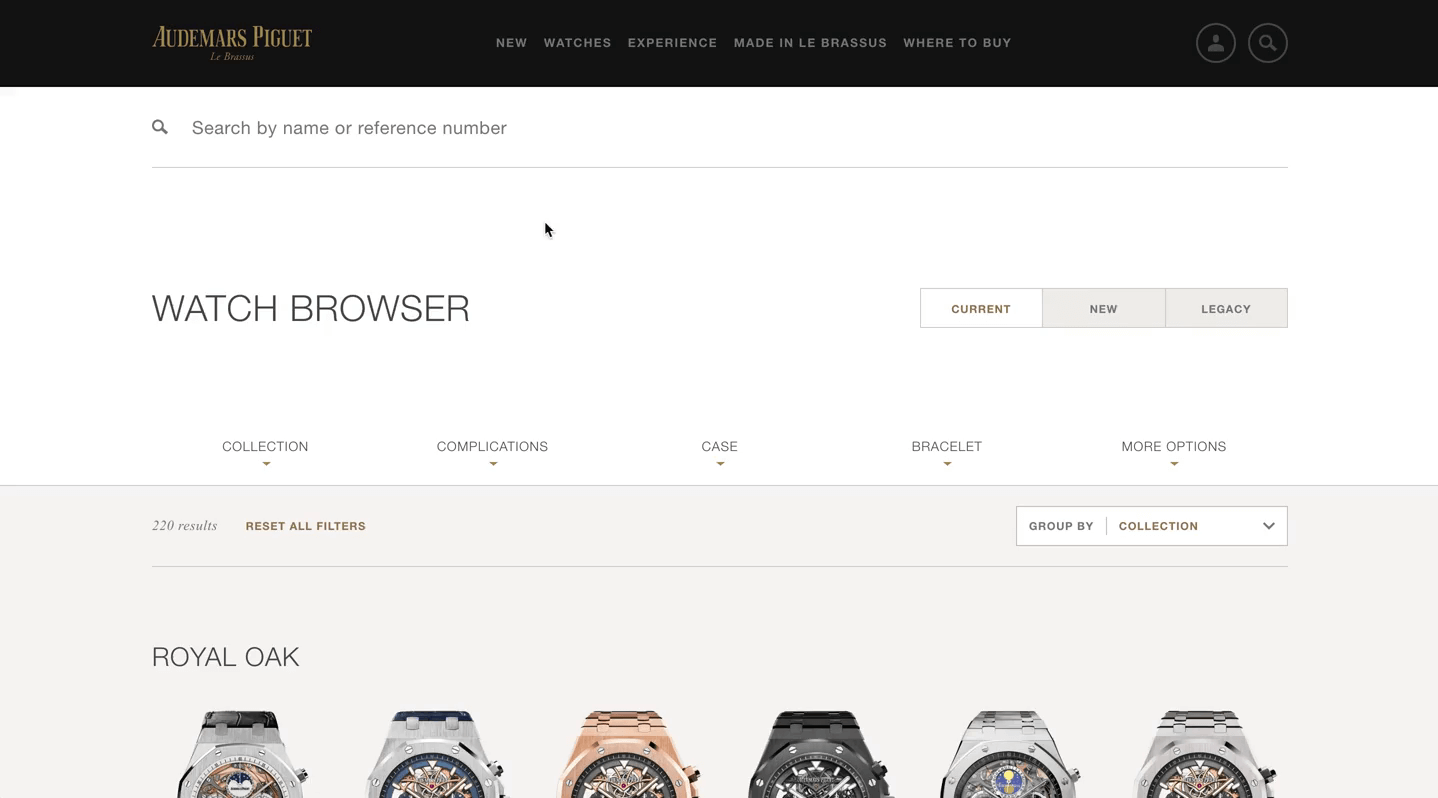 AUDEMARS PIGUET
Le Brassus
NEW WATCHES EXPERIENCE MADE IN LE BRASSUS WHERE TO BUY
Search by name or reference number
WATCH BROWSER
CURRENT NEW LEGACY
COLLECTION COMPLICATIONS CASE BRACELET MORE OPTIONS
220 results RESET ALL FILTERS GROUP BY COLLECTION
ROYAL OAK